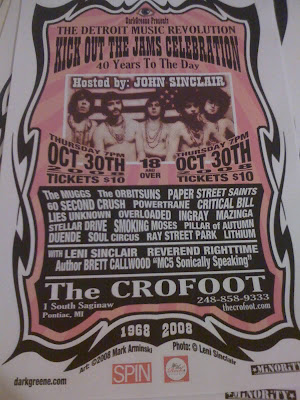 DarkGreene Presents
THE DETROIT MUSIC REVOLUTION
KICK OUT THE JAMS CELEBRATION
40 Years To The Day
Hosted by: JOHN SINCLAIR
THURSDAY 7PM
OCT. 30TH
2008
TICKETS $10
18
AND
OVER
THURSDAY 7PM
OCT. 30TH
2008
TICKETS $10
The MUGGS The ORBITSUNS PAPER STREET SAINTS
60 SECOND CRUSH POWERTRANE CRITICAL BILL
LIES UNKNOWN OVERLOADED INGRAY MAZINGA
STELLAR DRIVE SMOKING MOSES PILLAR of AUTUMN
DUENDE SOUL CIRCUS RAY STREET PARK LITHIUM
WITH LENI SINCLAIR REVEREND RIGHTTIME
Author BRETT CALLWOOD "MC5 Sonically Speaking"
The CROFOOT
1 South Saginaw
Pontiac, MI
248-858-9333
thecrofoot.com
1968 2008
Art: ©2008 Mark Arminski
Photo: © Leni Sinclair
darkgreene.com
SPIN
MiNORiTY